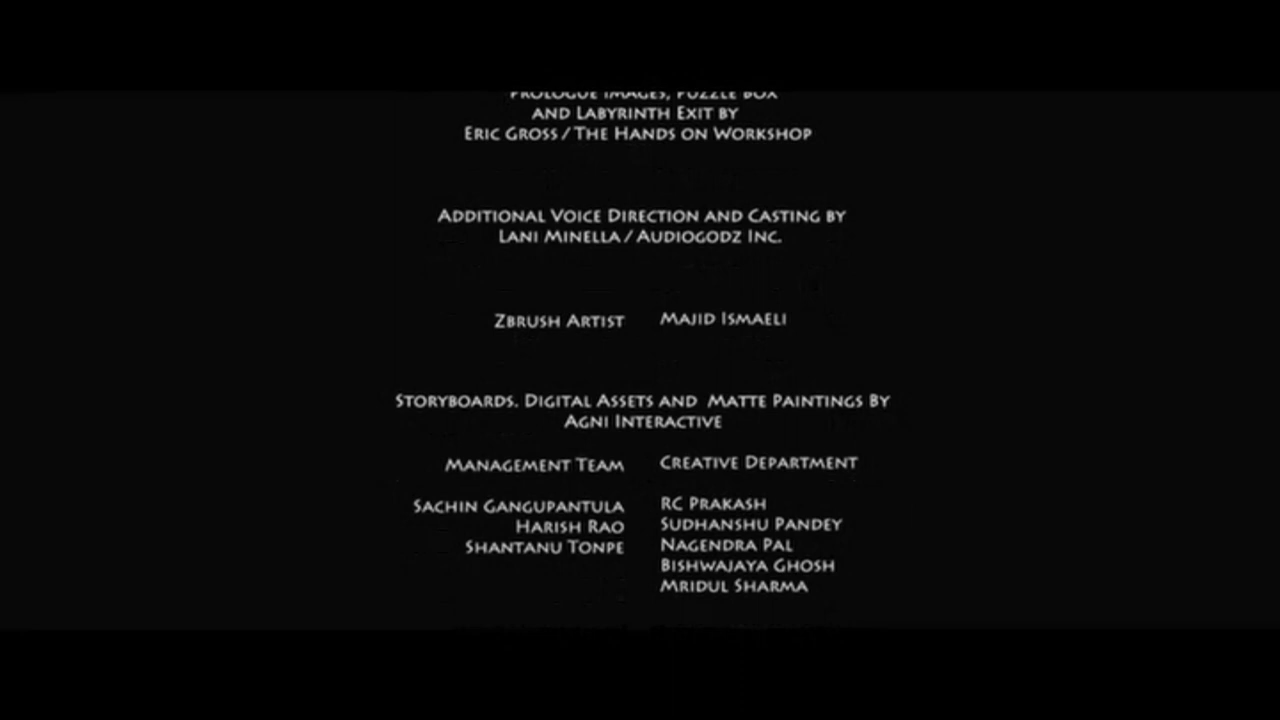 Prologue Images, Puzzle Box
and Labyrinth Exit by
Eric Gross / The Hands on Workshop
Additional Voice Direction and Casting by
Lani Minella / Audiogodz Inc.
Zbrush Artist Majid Ismaeli
Storyboards. Digital Assets and Matte Paintings By
Agni Interactive
Management Team Creative Department
Sachin Gangupantula RC Prakash
Harish Rao Sudhanshu Pandey
Shantanu Tonpe Nagendra Pal
Bishwajaya Ghosh
Mridul Sharma